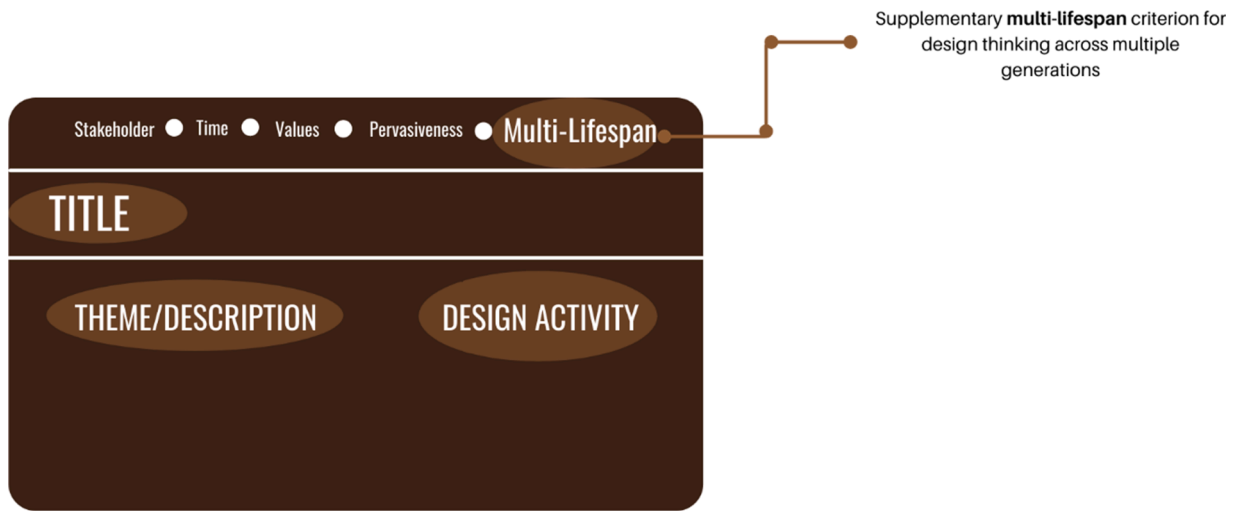 Supplementary multi-lifespan criterion for
design thinking across multiple
generations
Stakeholder Time Values Pervasiveness Multi-Lifespan
TITLE
THEME/DESCRIPTION DESIGN ACTIVITY